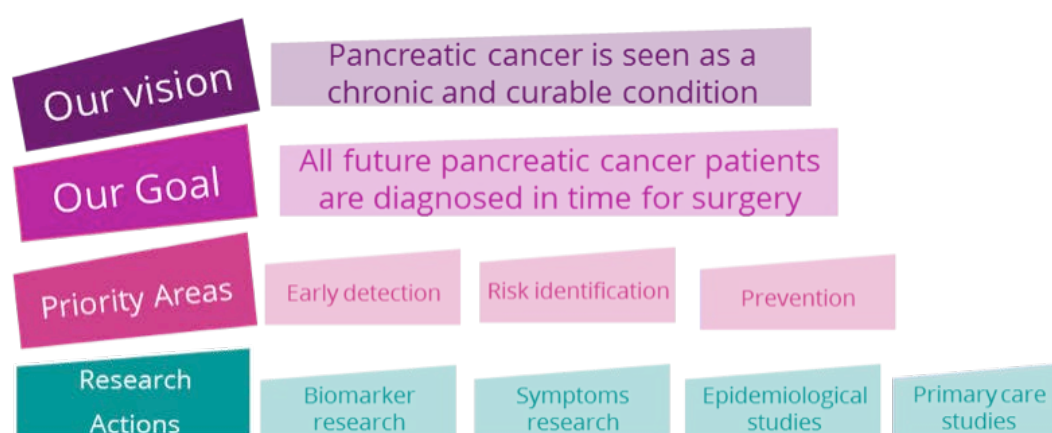 Our vision
Pancreatic cancer is seen as a
chronic and curable condition
Our Goal
All future pancreatic cancer patients
are diagnosed in time for surgery
Priority Areas
Early detection
Risk identification
Prevention
Research
Actions
Biomarker
research
Symptoms
research
Epidemiological
studies
Primary care
studies